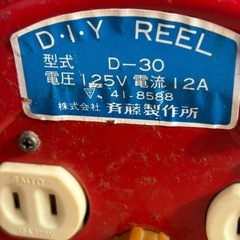 D・I・Y REEL
型式 D-30
電圧 125V 電流 12A
41-8588
株式会社 斉藤製作所
SAITO